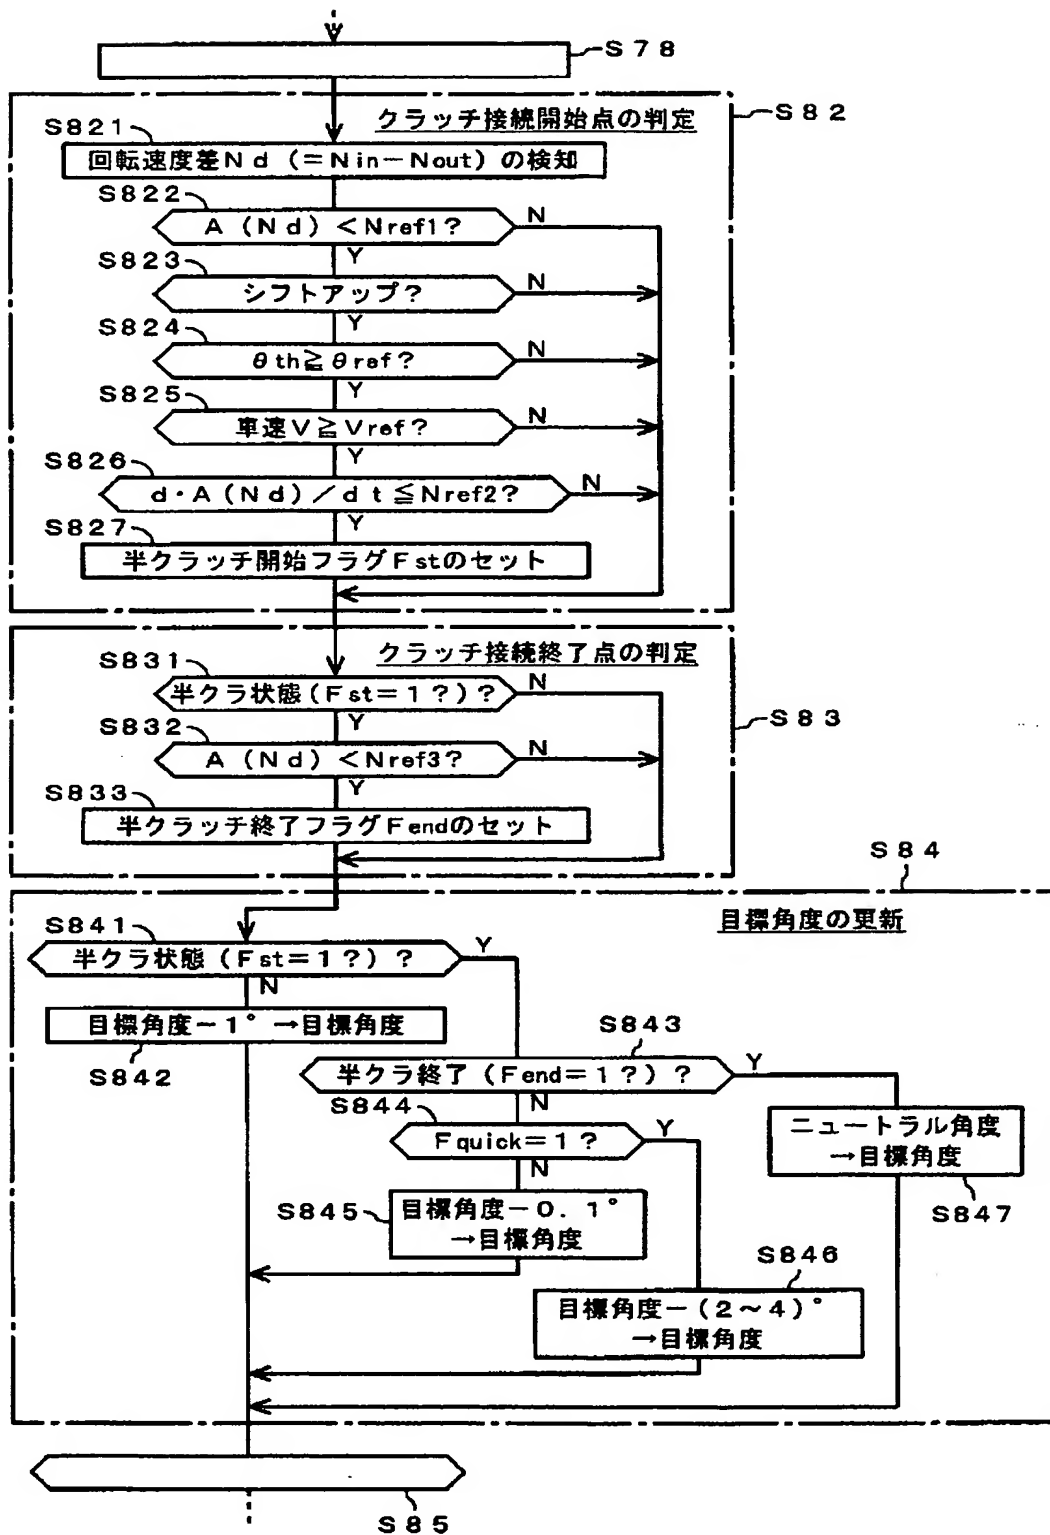 S78
S82
クラッチ接続開始点の判定
S821
回転速度差Nd (=Nin-Nout) の検知
S822
A (Nd) <Nref1?
N
Y
S823
シフトアップ?
N
Y
S824
θth≧θref?
N
Y
S825
車速V≧Vref?
N
Y
S826
d・A (Nd) /dt≦Nref2?
N
Y
S827
半クラッチ開始フラグFstのセット
S83
クラッチ接続終了点の判定
S831
半クラ状態(Fst=1?)?
N
Y
S832
A (Nd) <Nref3?
N
Y
S833
半クラッチ終了フラグFendのセット
S84
目標角度の更新
S841
半クラ状態 (Fst=1?) ?
Y
N
目標角度-1° →目標角度
S842
S843
半クラ終了 (Fend=1?) ?
Y
N
S844
Fquick=1?
Y
N
ニュートラル角度
→目標角度
S847
S845
目標角度-0.1°
→目標角度
S846
目標角度-(2~4)°
→目標角度
S85